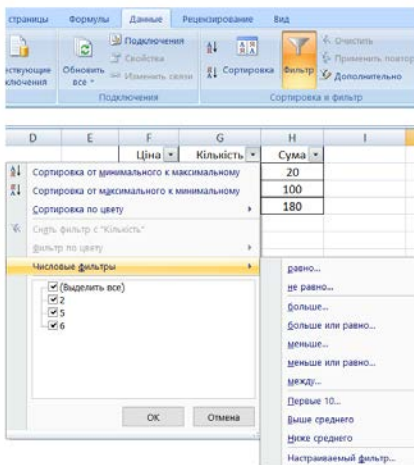 страницы Формулы Данные Рецензирование Вид
Подключения
Свойства
Изменить связи
Обновить все
Подключения
Сортировка
Фильтр
Очистить
Применить повтор
Дополнительно
Сортировка и фильтр
D E F G H I
Ціна Кількість Сума
20
100
180
Сортировка от минимального к максимальному
Сортировка от максимального к минимальному
Сортировка по цвету
Снять фильтр с "Кількість"
Фильтр по цвету
Числовые фильтры
(Выделить все)
2
5
6
ОК Отмена
равно...
не равно...
больше...
больше или равно...
меньше...
меньше или равно...
между...
Первые 10...
Выше среднего
Ниже среднего
Настраиваемый фильтр...